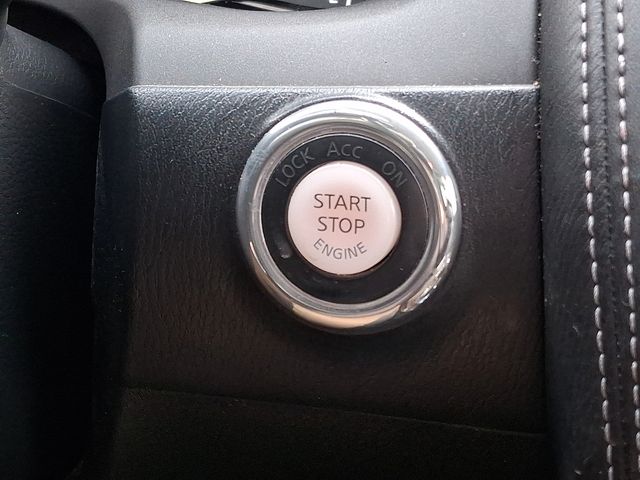 LOCK ACC ON
START
STOP
ENGINE